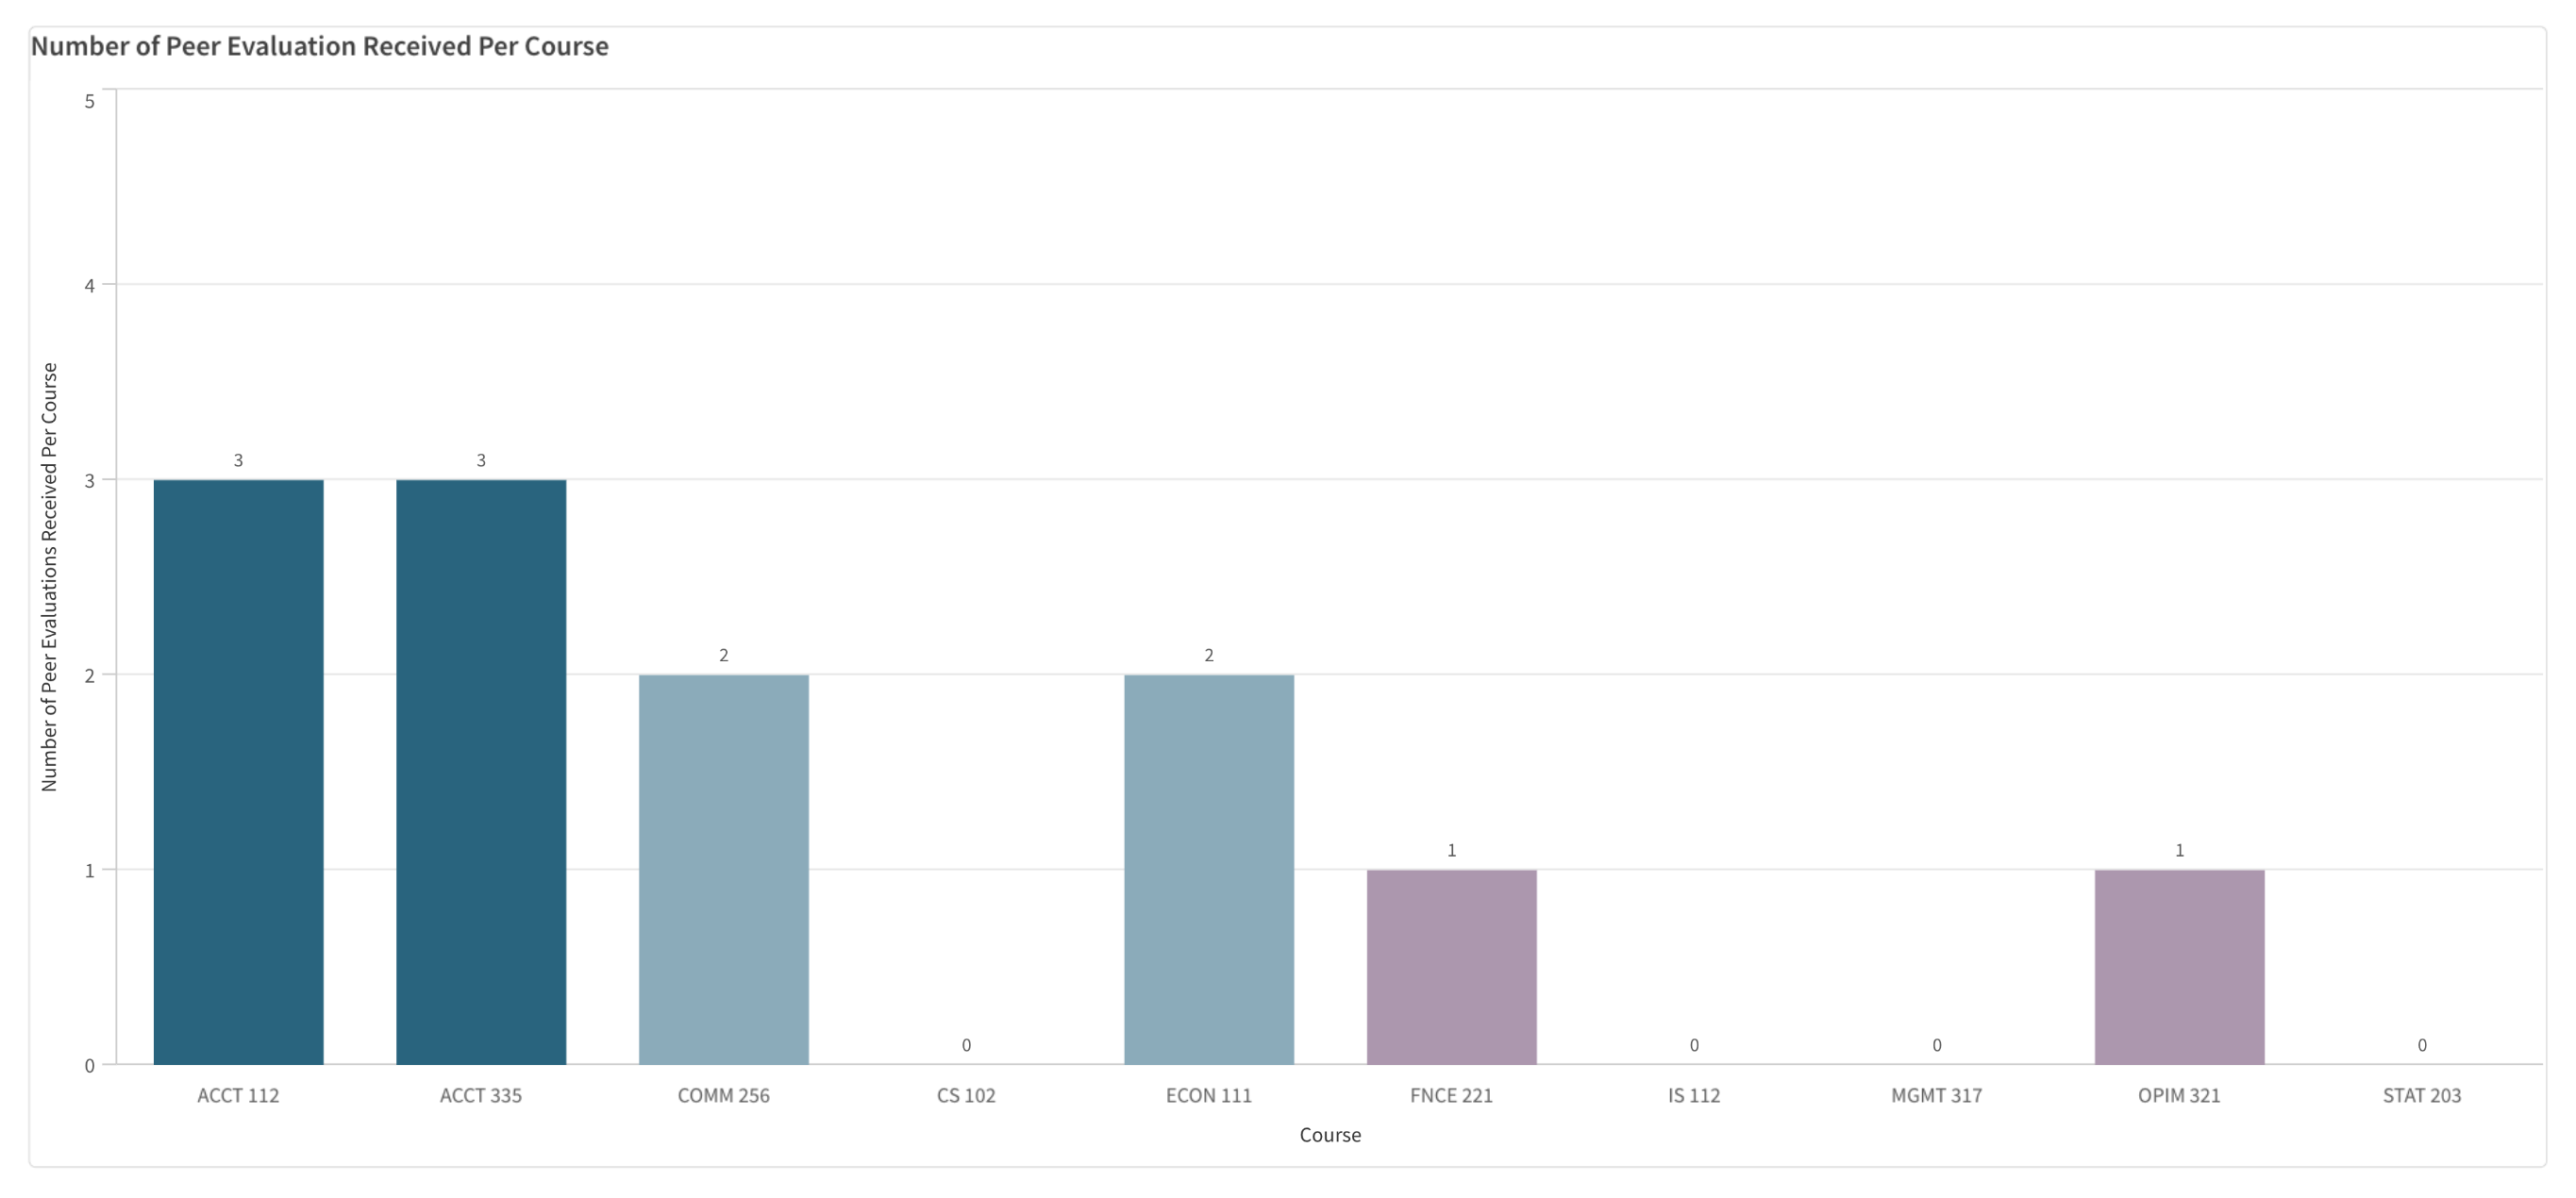 Number of Peer Evaluation Received Per Course
Number of Peer Evaluations Received Per Course
5
4
3
2
1
0
3
3
2
0
2
1
0
0
1
0
ACCT 112
ACCT 335
COMM 256
CS 102
ECON 111
FNCE 221
IS 112
MGMT 317
OPIM 321
STAT 203
Course